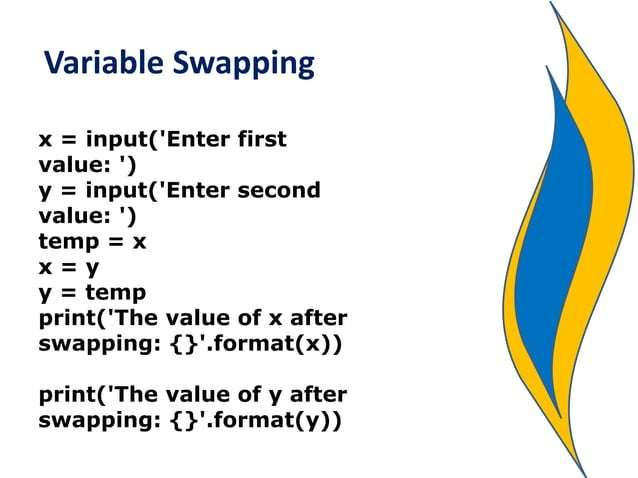 Variable Swapping
x = input('Enter first
value: ')
y = input('Enter second
value: ')
temp = x
x = y
y = temp
print('The value of x after
swapping: {}'.format(x))
print('The value of y after
swapping: {}'.format(y))